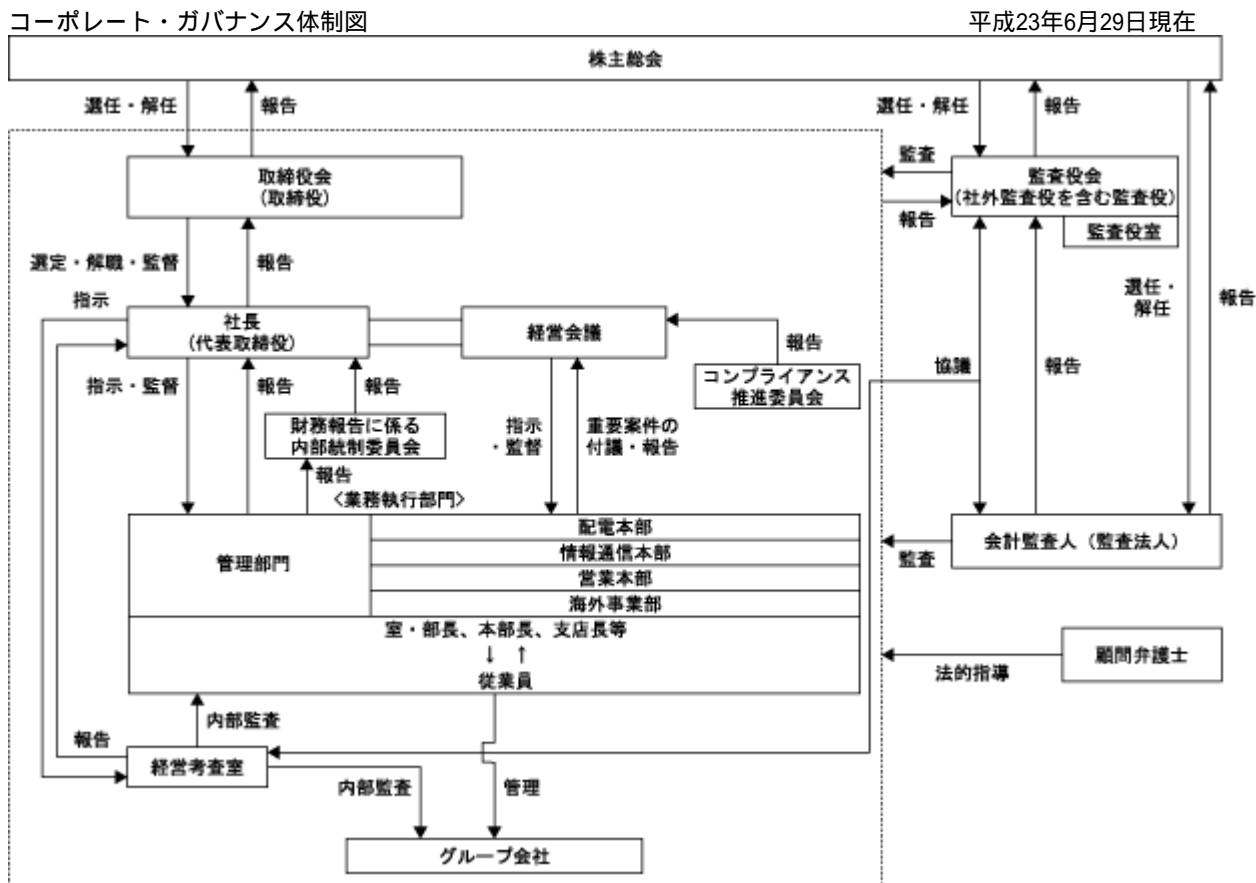 コーポレート・ガバナンス体制図
平成23年6月29日現在
株主総会
選任・解任
報告
選任・解任
報告
監査
取締役会
(取締役)
監査役会
(社外監査役を含む監査役)
報告
監査役室
選定・解職・監督
報告
指示
選任・
解任
報告
社長
(代表取締役)
経営会議
報告
協議
報告
コンプライアンス
推進委員会
指示・監督
報告
報告
財務報告に係る
内部統制委員会
指示
・監督
重要案件の
付議・報告
報告
〈業務執行部門〉
管理部門
配電本部
情報通信本部
営業本部
海外事業部
会計監査人（監査法人）
監査
室・部長、本部長、支店長等
↓ ↑
従業員
顧問弁護士
法的指導
内部監査
報告
経営考査室
内部監査
管理
グループ会社